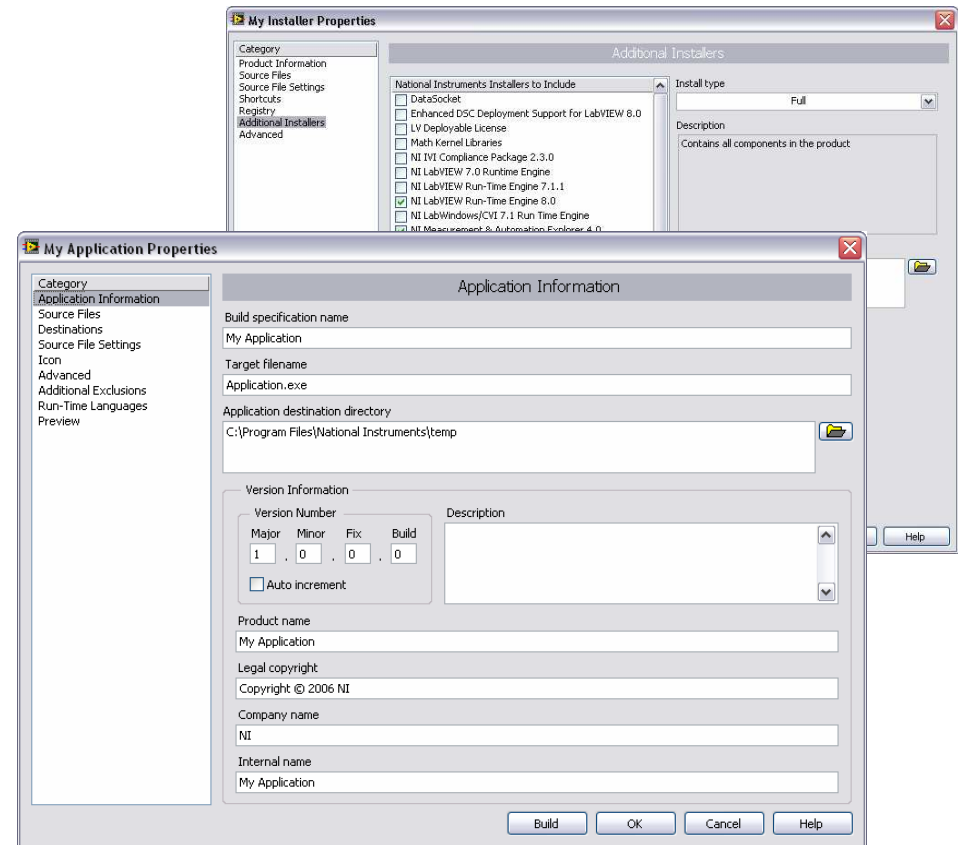 My Installer Properties
Category
Product Information
Source Files
Source File Settings
Shortcuts
Registry
Additional Installers
Advanced
Additional Installers
National Instruments Installers to Include
DataSocket
Enhanced DSC Deployment Support for LabVIEW 8.0
LV Deployable License
Math Kernel Libraries
NI IVI Compliance Package 2.3.0
NI LabVIEW 7.0 Runtime Engine
NI LabVIEW Run-Time Engine 7.1.1
NI LabVIEW Run-Time Engine 8.0
NI LabWindows/CVI 7.1 Run Time Engine
NI Measurement & Automation Explorer 4.0
Install type
Full
Description
Contains all components in the product
Help
My Application Properties
Category
Application Information
Source Files
Destinations
Source File Settings
Icon
Advanced
Additional Exclusions
Run-Time Languages
Preview
Application Information
Build specification name
My Application
Target filename
Application.exe
Application destination directory
C:\Program Files\National Instruments\temp
Version Information
Version Number
Major Minor Fix Build
1 . 0 . 0 . 0
Auto increment
Description
Product name
My Application
Legal copyright
Copyright © 2006 NI
Company name
NI
Internal name
My Application
Build OK Cancel Help